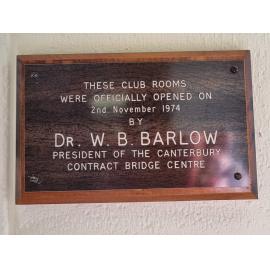 THESE CLUB ROOMS
WERE OFFICIALLY OPENED ON
2nd. November 1974
BY
DR. W. B. BARLOW
PRESIDENT OF THE CANTERBURY
CONTRACT BRIDGE CENTRE